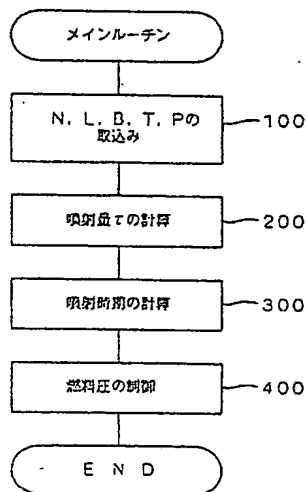 メインルーチン
N, L, B, T, Pの
取込み
100
噴射量τの計算
200
噴射時期の計算
300
燃料圧の制御
400
END